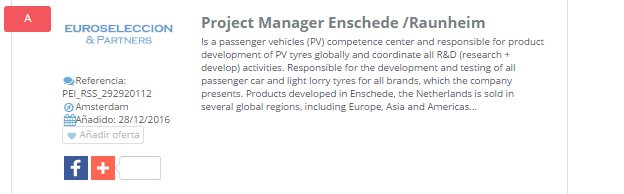 A
EUROSELECCION
& PARTNERS
Referencia:
PEI_RSS_292920112
Amsterdam
Añadido: 28/12/2016
Añadir oferta
Project Manager Enschede /Raunheim
Is a passenger vehicles (PV) competence center and responsible for product
development of PV tyres globally and coordinate all R&D (research +
develop) activities. Responsible for the development and testing of all
passenger car and light lorry tyres for all brands, which the company
presents. Products developed in Enschede, the Netherlands is sold in
several global regions, including Europe, Asia and Americas...